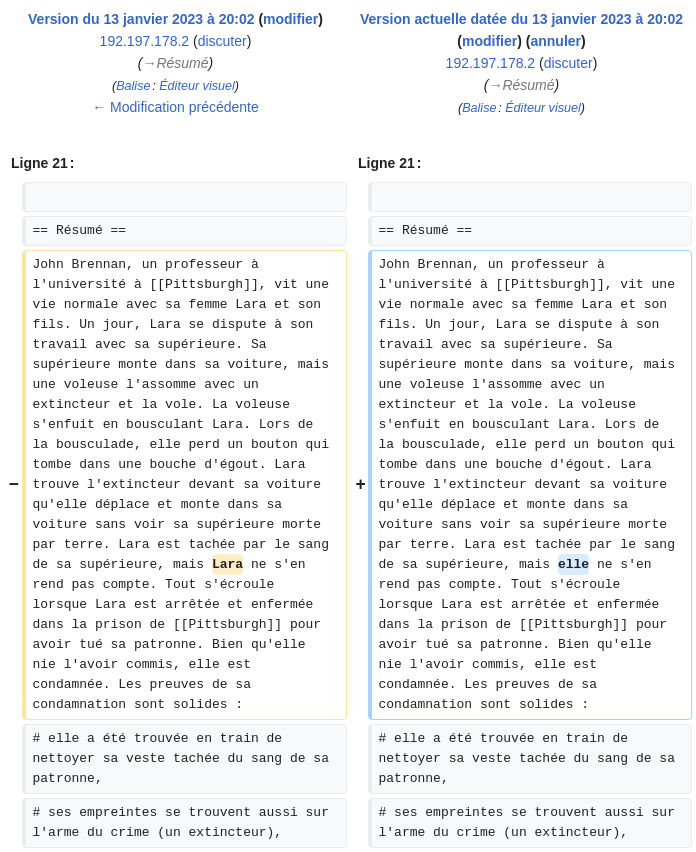 Version du 13 janvier 2023 à 20:02 (modifier)
192.197.178.2 (discuter)
(→Résumé)
(Balise : Éditeur visuel)
← Modification précédente
Version actuelle datée du 13 janvier 2023 à 20:02
(modifier) (annuler)
192.197.178.2 (discuter)
(→Résumé)
(Balise : Éditeur visuel)
Ligne 21 :
Ligne 21 :
== Résumé ==
== Résumé ==
−
John Brennan, un professeur à
l'université à [[Pittsburgh]], vit une
vie normale avec sa femme Lara et son
fils. Un jour, Lara se dispute à son
travail avec sa supérieure. Sa
supérieure monte dans sa voiture, mais
une voleuse l'assomme avec un
extincteur et la vole. La voleuse
s'enfuit en bousculant Lara. Lors de
la bousculade, elle perd un bouton qui
tombe dans une bouche d'égout. Lara
trouve l'extincteur devant sa voiture
qu'elle déplace et monte dans sa
voiture sans voir sa supérieure morte
par terre. Lara est tachée par le sang
de sa supérieure, mais Lara ne s'en
rend pas compte. Tout s'écroule
lorsque Lara est arrêtée et enfermée
dans la prison de [[Pittsburgh]] pour
avoir tué sa patronne. Bien qu'elle
nie l'avoir commis, elle est
condamnée. Les preuves de sa
condamnation sont solides :
+
John Brennan, un professeur à
l'université à [[Pittsburgh]], vit une
vie normale avec sa femme Lara et son
fils. Un jour, Lara se dispute à son
travail avec sa supérieure. Sa
supérieure monte dans sa voiture, mais
une voleuse l'assomme avec un
extincteur et la vole. La voleuse
s'enfuit en bousculant Lara. Lors de
la bousculade, elle perd un bouton qui
tombe dans une bouche d'égout. Lara
trouve l'extincteur devant sa voiture
qu'elle déplace et monte dans sa
voiture sans voir sa supérieure morte
par terre. Lara est tachée par le sang
de sa supérieure, mais elle ne s'en
rend pas compte. Tout s'écroule
lorsque Lara est arrêtée et enfermée
dans la prison de [[Pittsburgh]] pour
avoir tué sa patronne. Bien qu'elle
nie l'avoir commis, elle est
condamnée. Les preuves de sa
condamnation sont solides :
# elle a été trouvée en train de
nettoyer sa veste tachée du sang de sa
patronne,
# elle a été trouvée en train de
nettoyer sa veste tachée du sang de sa
patronne,
# ses empreintes se trouvent aussi sur
l'arme du crime (un extincteur),
# ses empreintes se trouvent aussi sur
l'arme du crime (un extincteur),